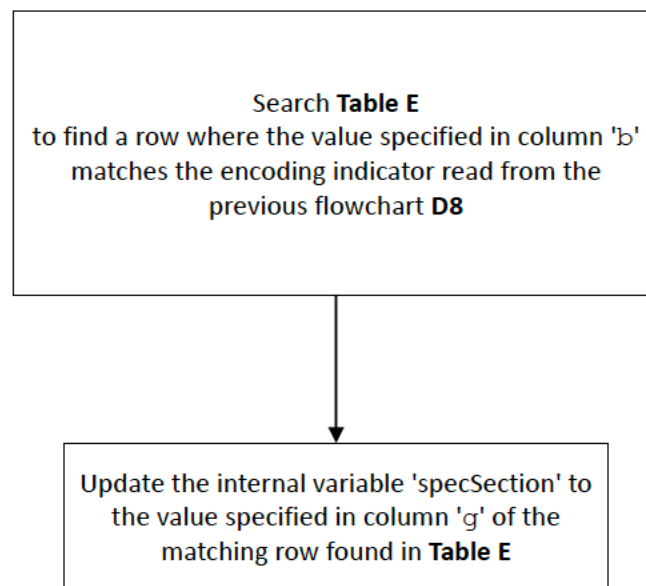 Search Table E
to find a row where the value specified in column 'b'
matches the encoding indicator read from the
previous flowchart D8
Update the internal variable 'specSection' to
the value specified in column 'g' of the
matching row found in Table E